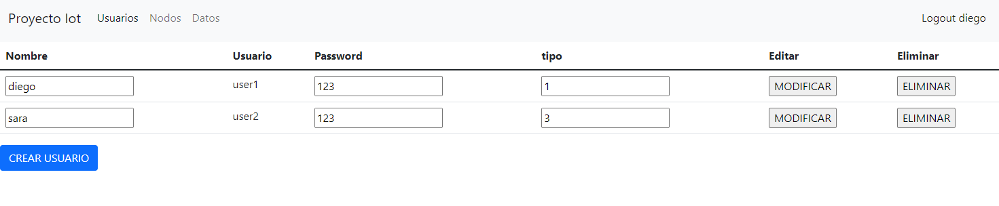 Proyecto Iot Usuarios Nodos Datos Logout diego
Nombre Usuario Password tipo Editar Eliminar
diego user1 123 1 MODIFICAR ELIMINAR
sara user2 123 3 MODIFICAR ELIMINAR
CREAR USUARIO